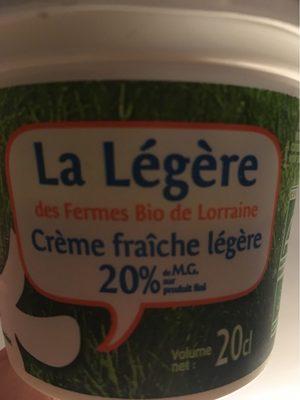 La Légère
des Fermes Bio de Lorraine
Crème fraîche légère
20% de M.G.
sur
produit fini
Volume
net : 20cl